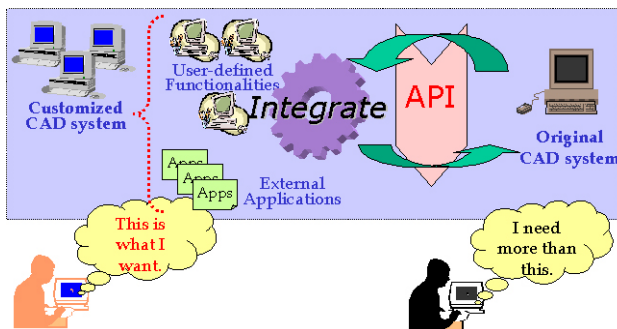 User-defined
Functionalities
Customized
CAD system
Integrate
API
Original
CAD system
Apps
Apps
Apps
External
Applications
This is
what I
want.
I need
more than
this.